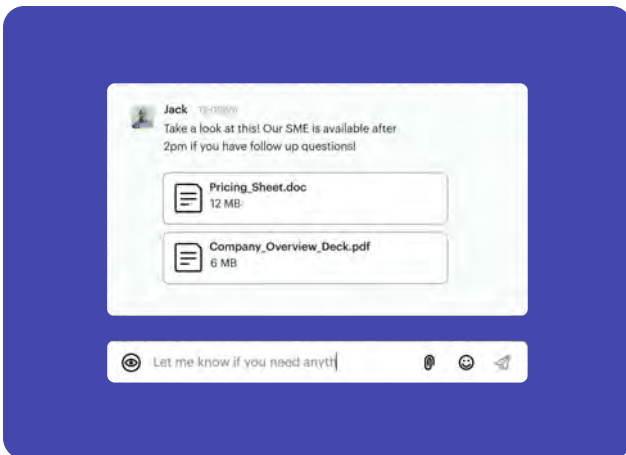 Jack
Take a look at this! Our SME is available after
2pm if you have follow up questions!
Pricing_Sheet.doc
12 MB
Company_Overview_Deck.pdf
6 MB
Let me know if you need anyth